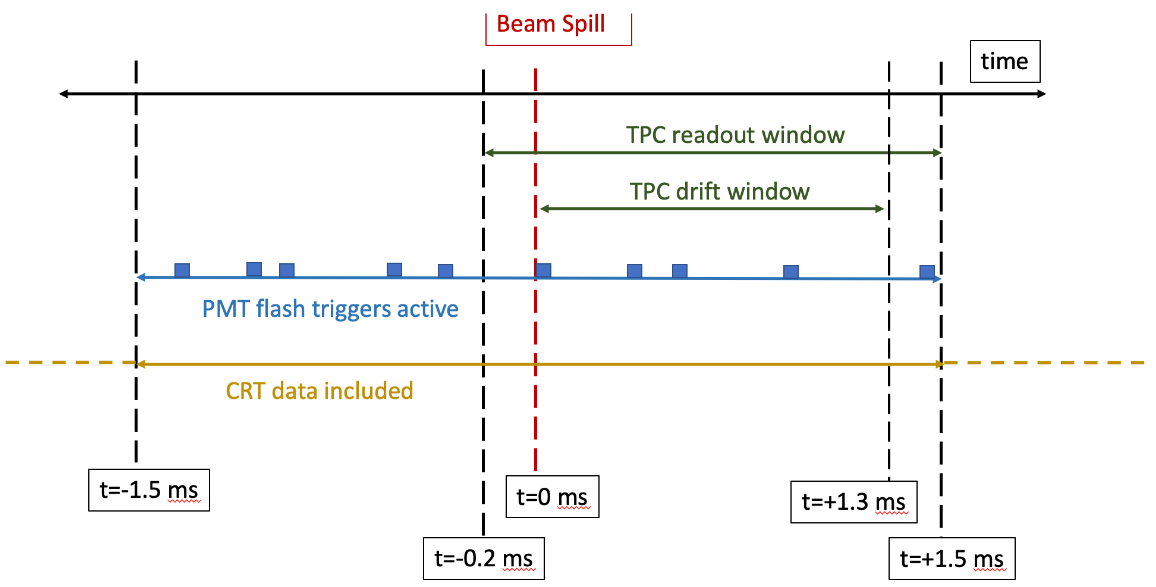 Beam Spill
time
TPC readout window
TPC drift window
PMT flash triggers active
CRT data included
t=-1.5 ms
t=0 ms
t=+1.3 ms
t=-0.2 ms
t=+1.5 ms